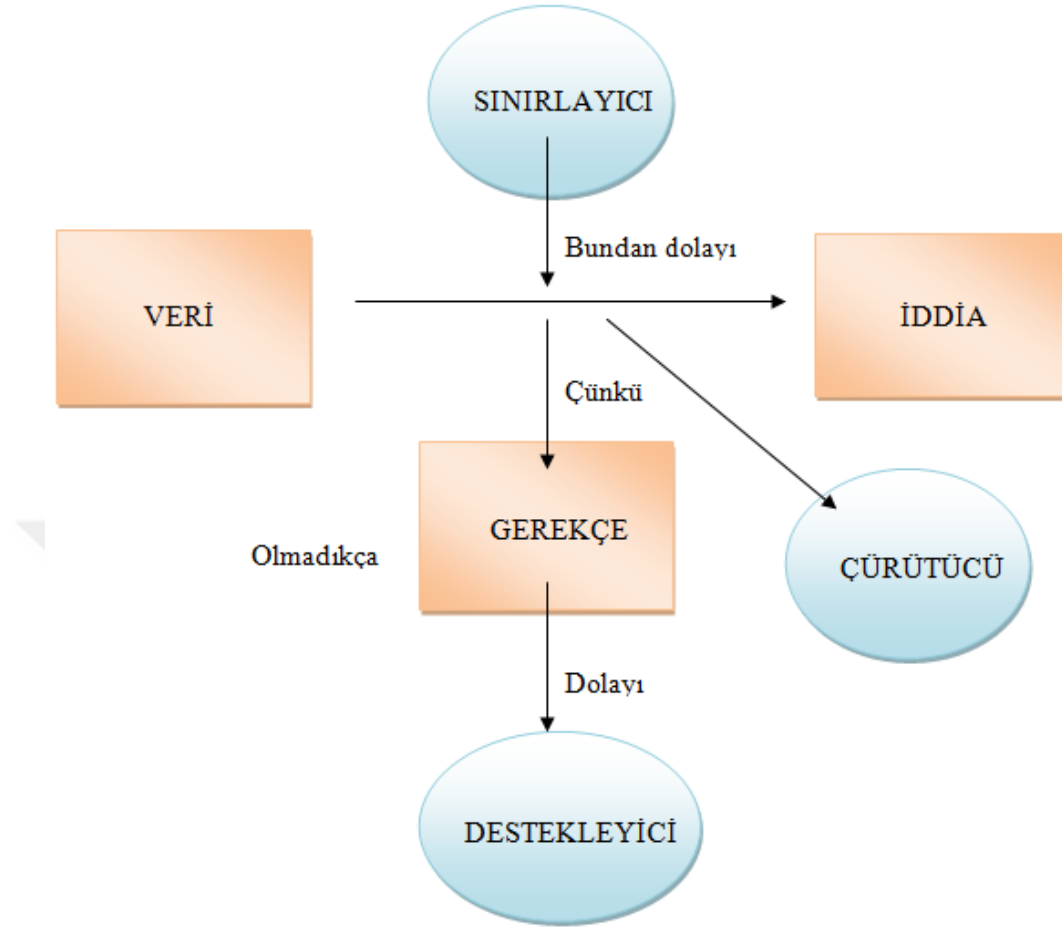 SINIRLAYICI
Bundan dolayı
VERİ
İDDİA
Çünkü
GEREKÇE
Olmadıkça
ÇÜRÜTÜCÜ
Dolayı
DESTEKLEYİCİ